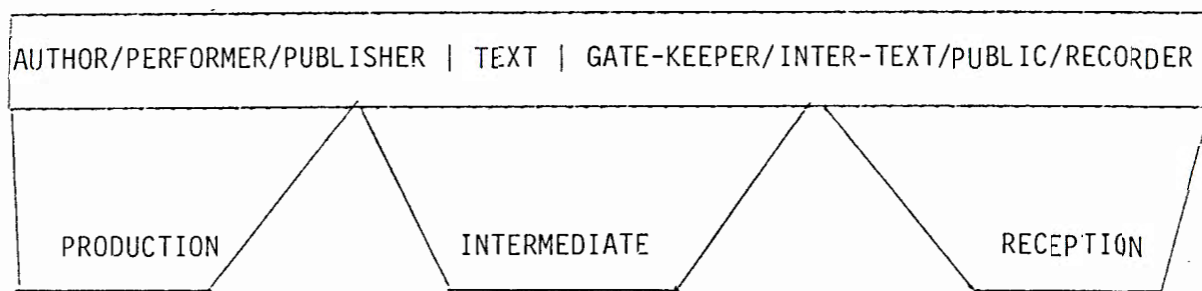 AUTHOR/PERFORMER/PUBLISHER | TEXT | GATE-KEEPER/INTER-TEXT/PUBLIC/RECORDER
PRODUCTION INTERMEDIATE RECEPTION